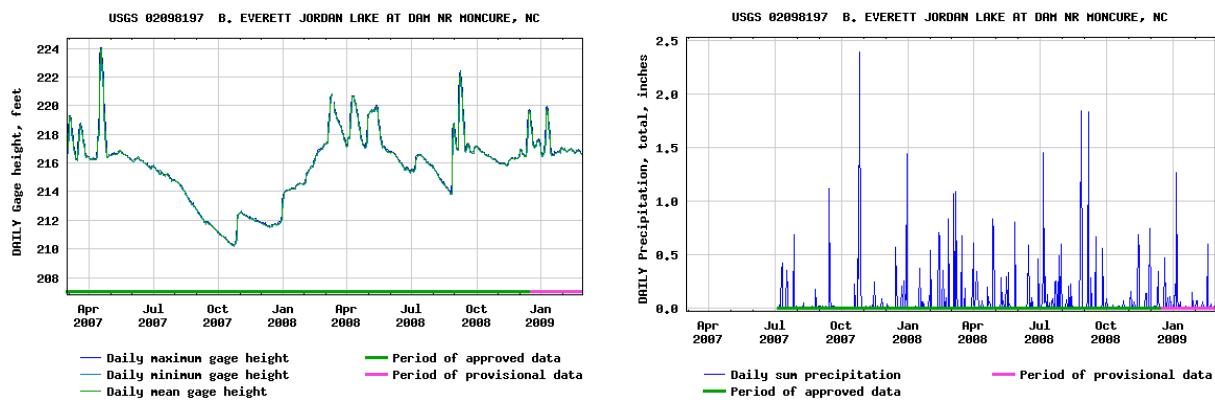 USGS 02098197  B. EVERETT JORDAN LAKE AT DAM NR MONCURE, NC
DAILY Gage height, feet
224
222
220
218
216
214
212
210
208
Apr 2007
Jul 2007
Oct 2007
Jan 2008
Apr 2008
Jul 2008
Oct 2008
Jan 2009
Daily maximum gage height
Daily minimum gage height
Daily mean gage height
Period of approved data
Period of provisional data
USGS 02098197  B. EVERETT JORDAN LAKE AT DAM NR MONCURE, NC
DAILY Precipitation, total, inches
2.5
2.0
1.5
1.0
0.5
0.0
Apr 2007
Jul 2007
Oct 2007
Jan 2008
Apr 2008
Jul 2008
Oct 2008
Jan 2009
Daily sum precipitation
Period of approved data
Period of provisional data